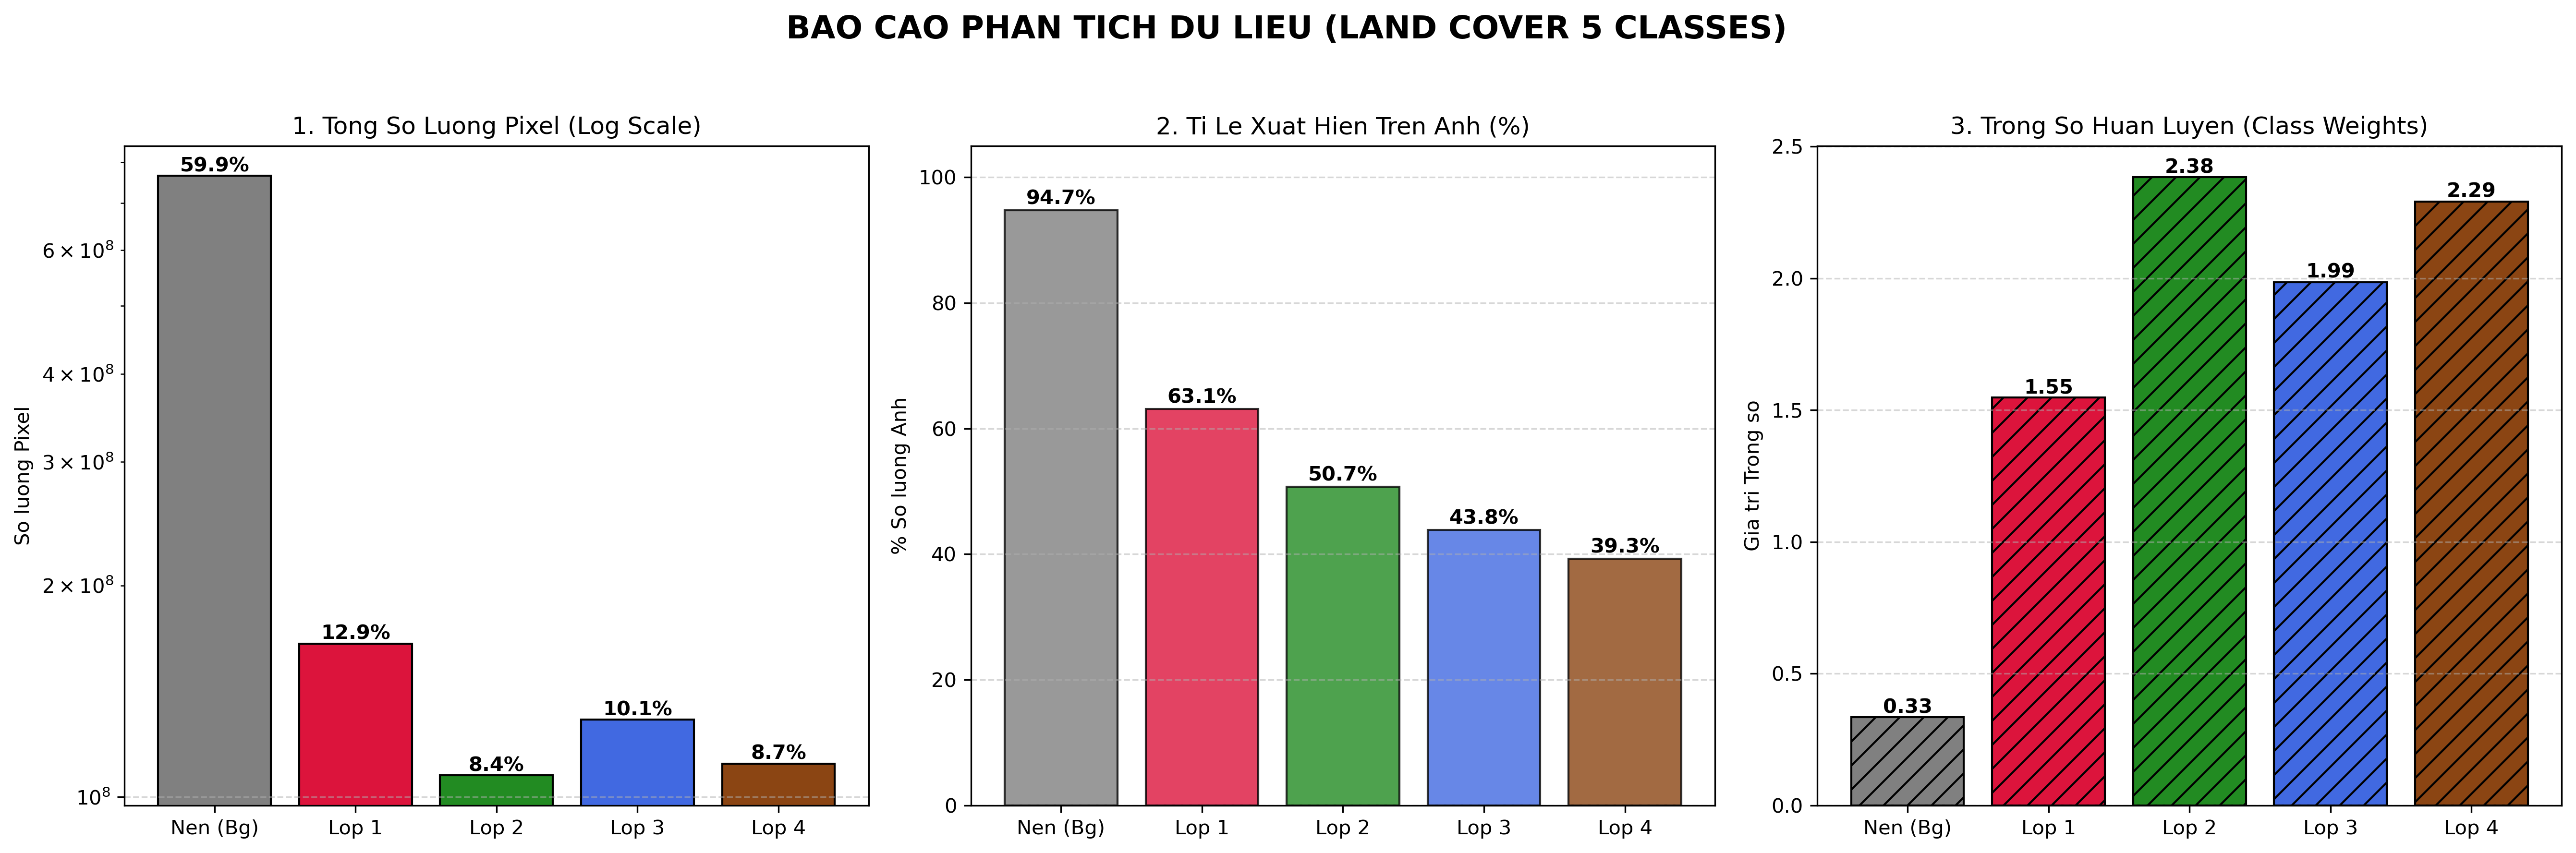 BAO CAO PHAN TICH DU LIEU (LAND COVER 5 CLASSES)
1. Tong So Luong Pixel (Log Scale)
So luong Pixel
6 × 10⁸
4 × 10⁸
3 × 10⁸
2 × 10⁸
10⁸
59.9%
12.9%
8.4%
10.1%
8.7%
Nen (Bg)
Lop 1
Lop 2
Lop 3
Lop 4
2. Ti Le Xuat Hien Tren Anh (%)
% So luong Anh
100
80
60
40
20
0
94.7%
63.1%
50.7%
43.8%
39.3%
Nen (Bg)
Lop 1
Lop 2
Lop 3
Lop 4
3. Trong So Huan Luyen (Class Weights)
Gia tri Trong so
2.5
2.0
1.5
1.0
0.5
0.0
0.33
1.55
2.38
1.99
2.29
Nen (Bg)
Lop 1
Lop 2
Lop 3
Lop 4